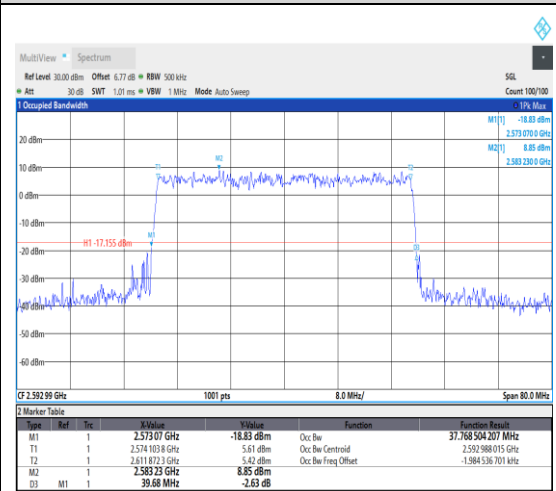 MultiView Spectrum
Ref Level 30.00 dBm Offset 6.77 dB RBW 500 kHz SGL
Att 30 dB SWT 1.01 ms VBW 1 MHz Mode Auto Sweep Count 100/100
1 Occupied Bandwidth 1Pk Max
M1[1] -18.83 dBm
2.573 070 0 GHz
M2[1] 8.85 dBm
2.583 230 0 GHz
20 dBm
M2
T1 T2
10 dBm
0 dBm
-10 dBm
M1
H1 -17.155 dBm
D3
-20 dBm
-30 dBm
-40 dBm
-50 dBm
-60 dBm
CF 2.592 99 GHz 1001 pts 8.0 MHz/ Span 80.0 MHz
2 Marker Table
Type Ref Trc X-Value Y-Value Function Function Result
M1 1 2.573 07 GHz -18.83 dBm Occ Bw 37.768 504 207 MHz
T1 1 2.574 103 8 GHz 5.61 dBm Occ Bw Centroid 2.592 988 015 GHz
T2 1 2.611 872 3 GHz 5.42 dBm Occ Bw Freq Offset -1.984 536 701 kHz
M2 1 2.583 23 GHz 8.85 dBm
D3 M1 1 39.68 MHz -2.63 dB